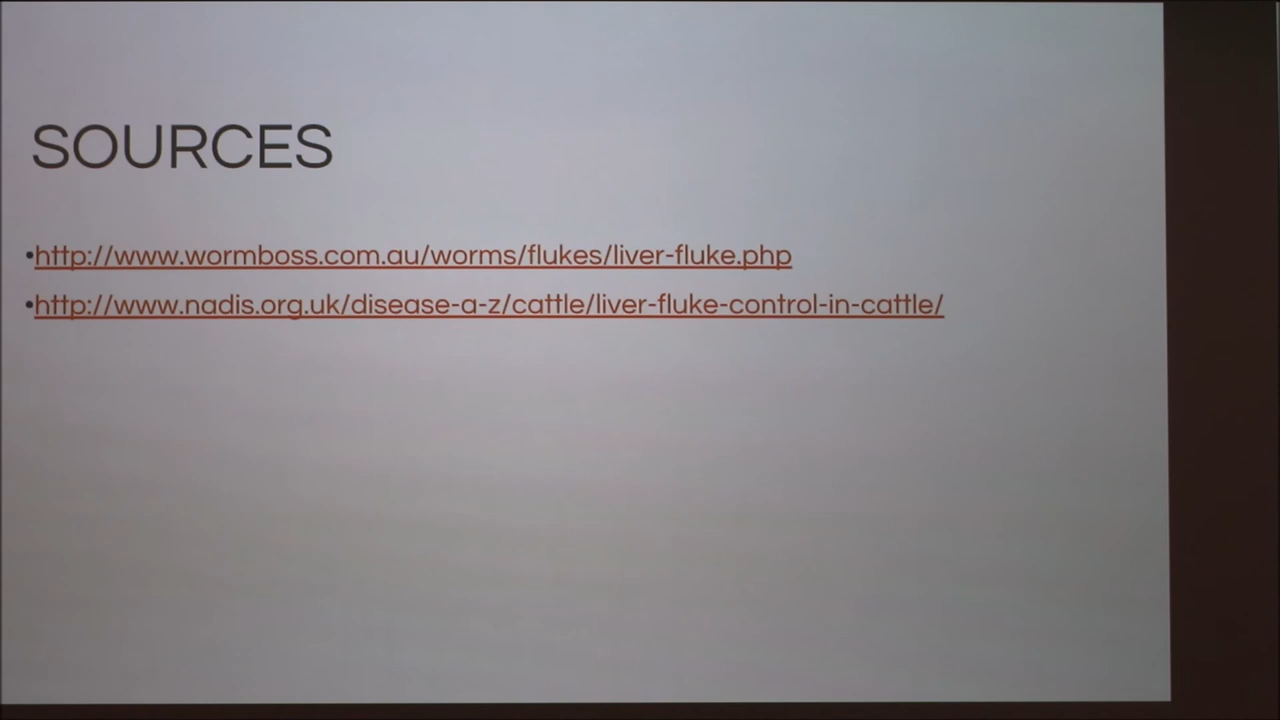 SOURCES
•http://www.wormboss.com.au/worms/flukes/liver-fluke.php
•http://www.nadis.org.uk/disease-a-z/cattle/liver-fluke-control-in-cattle/